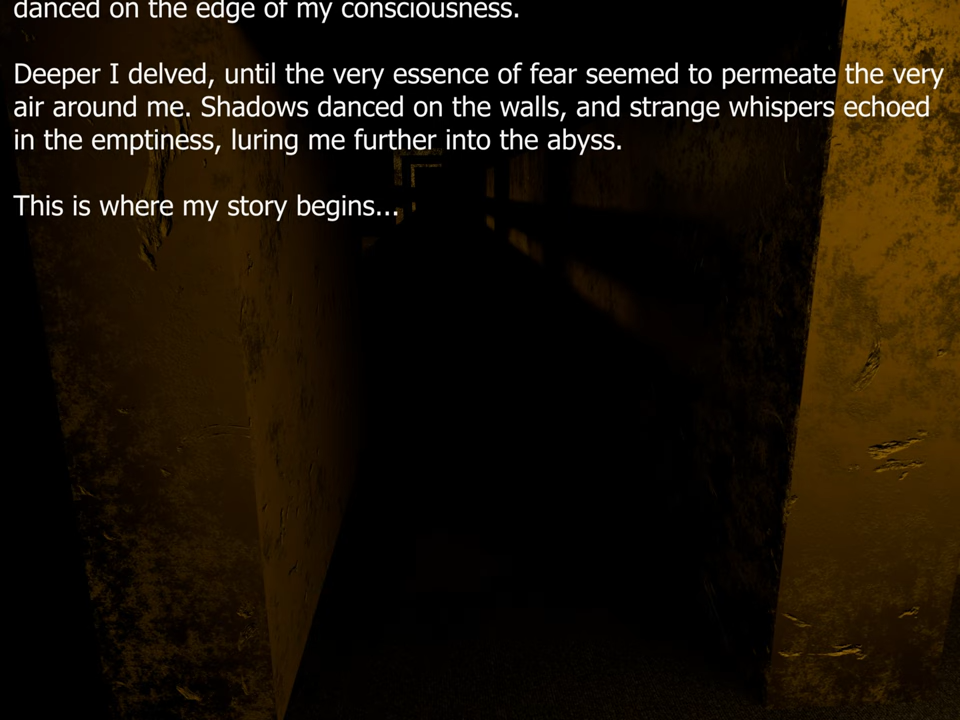 danced on the edge of my consciousness.
Deeper I delved, until the very essence of fear seemed to permeate the very
air around me. Shadows danced on the walls, and strange whispers echoed
in the emptiness, luring me further into the abyss.
This is where my story begins...